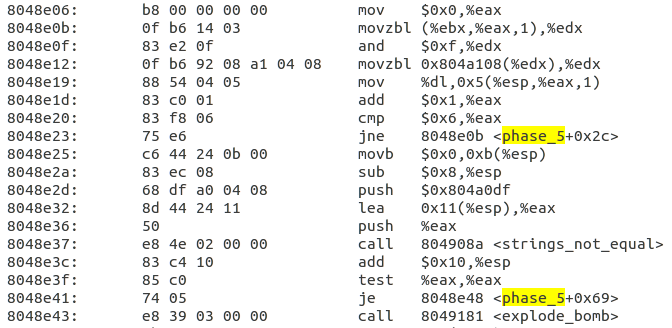 8048e06: b8 00 00 00 00 mov $0x0,%eax
8048e0b: 0f b6 14 03 movzbl (%ebx,%eax,1),%edx
8048e0f: 83 e2 0f and $0xf,%edx
8048e12: 0f b6 92 08 a1 04 08 movzbl 0x804a108(%edx),%edx
8048e19: 88 54 04 05 mov %dl,0x5(%esp,%eax,1)
8048e1d: 83 c0 01 add $0x1,%eax
8048e20: 83 f8 06 cmp $0x6,%eax
8048e23: 75 e6 jne 8048e0b <phase_5+0x2c>
8048e25: c6 44 24 0b 00 movb $0x0,0xb(%esp)
8048e2a: 83 ec 08 sub $0x8,%esp
8048e2d: 68 df a0 04 08 push $0x804a0df
8048e32: 8d 44 24 11 lea 0x11(%esp),%eax
8048e36: 50 push %eax
8048e37: e8 4e 02 00 00 call 804908a <strings_not_equal>
8048e3c: 83 c4 10 add $0x10,%esp
8048e3f: 85 c0 test %eax,%eax
8048e41: 74 05 je 8048e48 <phase_5+0x69>
8048e43: e8 39 03 00 00 call 8049181 <explode_bomb>